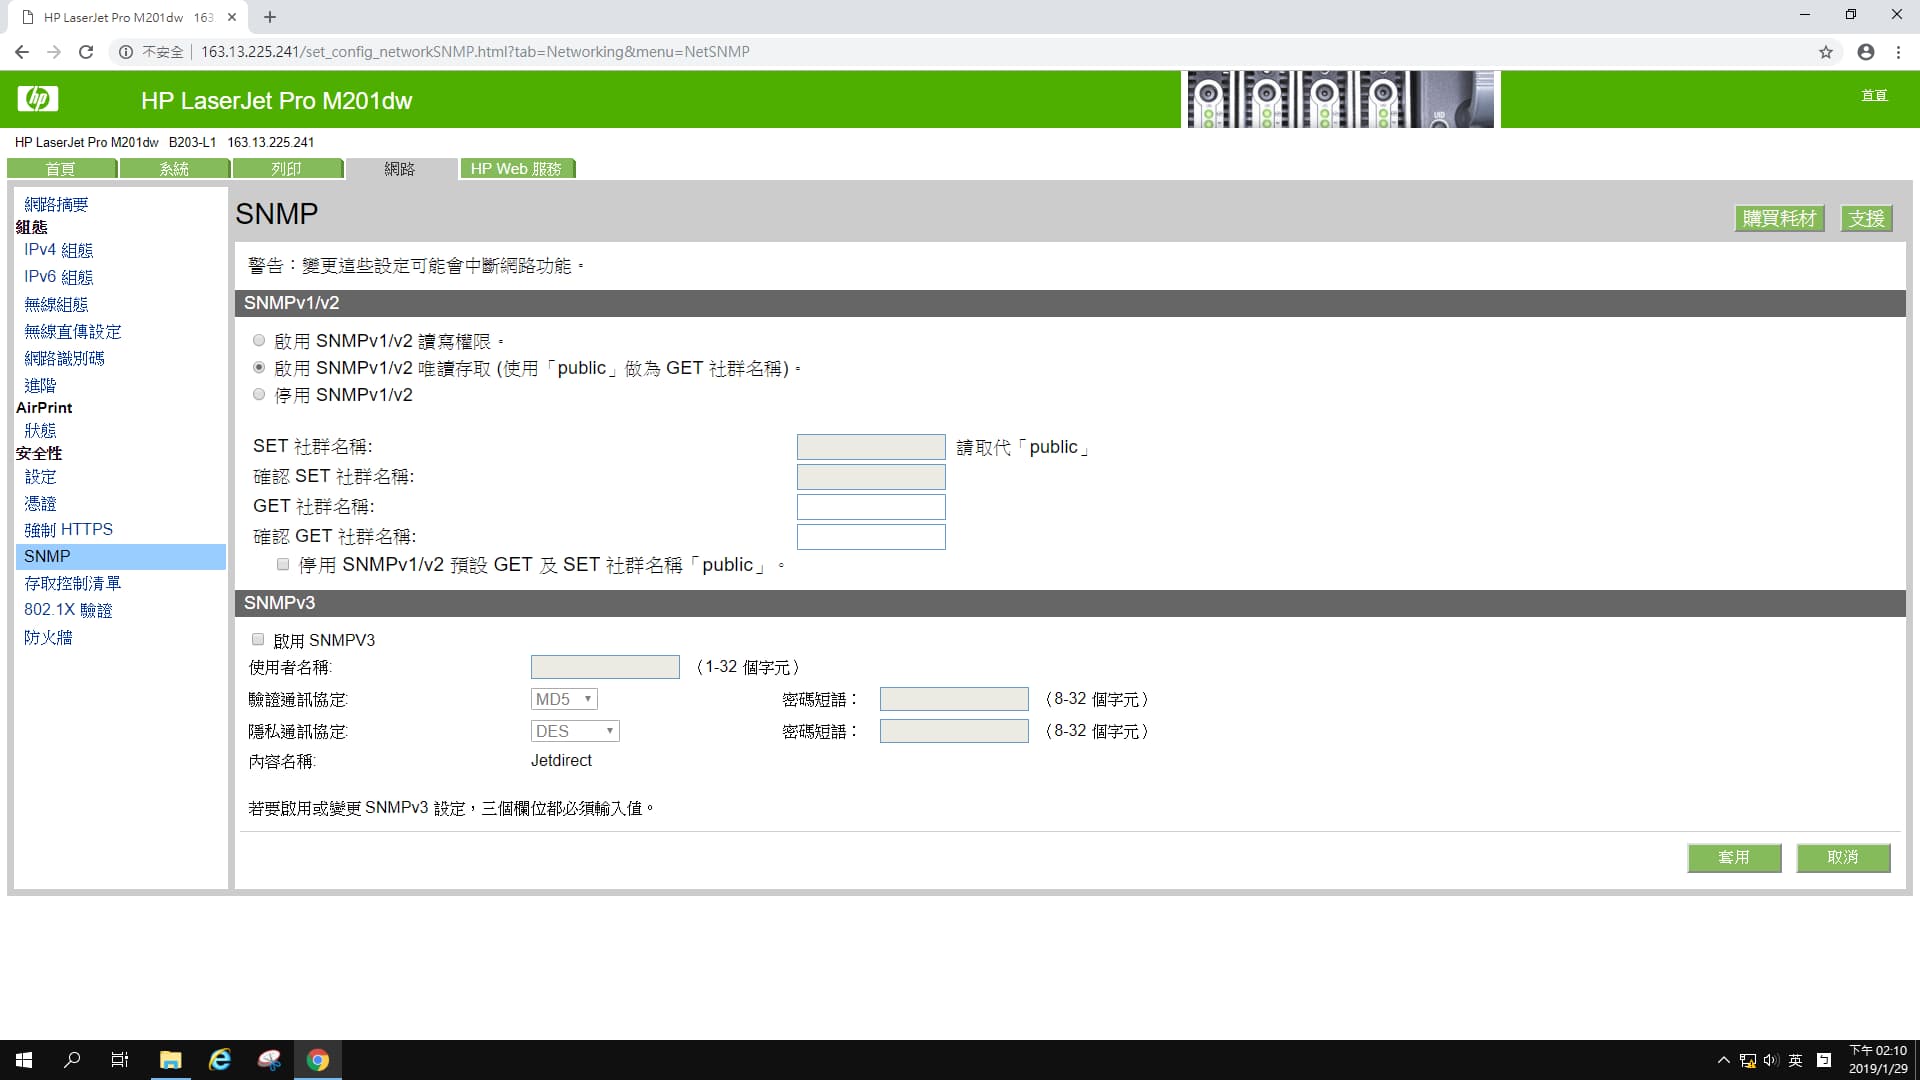 HP LaserJet Pro M201dw   163
不安全 163.13.225.241/set_config_networkSNMP.html?tab=Networking&menu=NetSNMP
hp
HP LaserJet Pro M201dw
UID
首頁
HP LaserJet Pro M201dw   B203-L1   163.13.225.241
首頁 系統 列印 網路 HP Web 服務
網路摘要
組態
IPv4 組態
IPv6 組態
無線組態
無線直傳設定
網路識別碼
進階
AirPrint
狀態
安全性
設定
憑證
強制 HTTPS
SNMP
存取控制清單
802.1X 驗證
防火牆
SNMP
購買耗材 支援
警告：變更這些設定可能會中斷網路功能。
SNMPv1/v2
啟用 SNMPv1/v2 讀寫權限。
啟用 SNMPv1/v2 唯讀存取 (使用「public」做為 GET 社群名稱)。
停用 SNMPv1/v2
SET 社群名稱: 請取代「public」
確認 SET 社群名稱:
GET 社群名稱:
確認 GET 社群名稱:
停用 SNMPv1/v2 預設 GET 及 SET 社群名稱「public」。
SNMPv3
啟用 SNMPV3
使用者名稱: （1-32 個字元）
驗證通訊協定: MD5 密碼短語： （8-32 個字元）
隱私通訊協定: DES 密碼短語： （8-32 個字元）
內容名稱: Jetdirect
若要啟用或變更 SNMPv3 設定，三個欄位都必須輸入值。
套用 取消
英
下午 02:10
2019/1/29